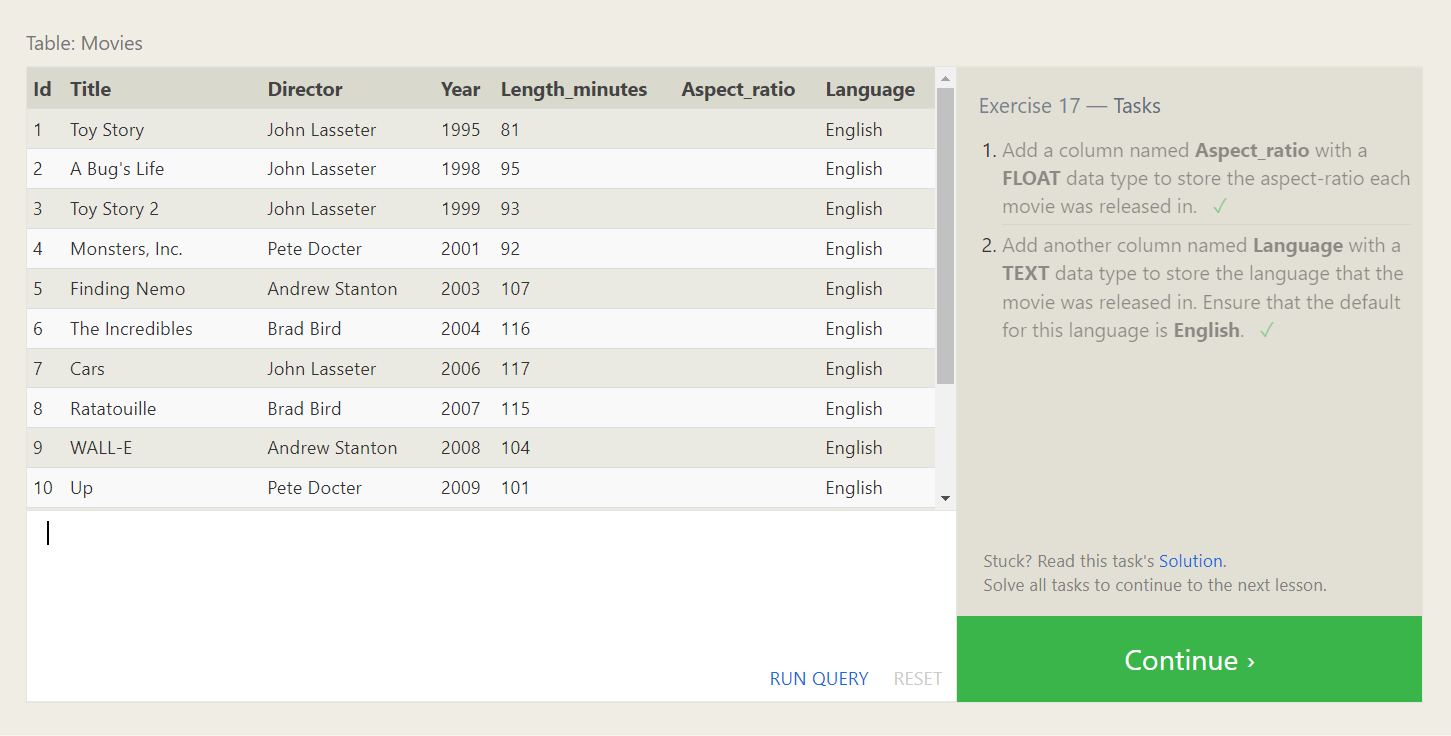 Table: Movies
Id Title Director Year Length_minutes Aspect_ratio Language
1 Toy Story John Lasseter 1995 81 English
2 A Bug's Life John Lasseter 1998 95 English
3 Toy Story 2 John Lasseter 1999 93 English
4 Monsters, Inc. Pete Docter 2001 92 English
5 Finding Nemo Andrew Stanton 2003 107 English
6 The Incredibles Brad Bird 2004 116 English
7 Cars John Lasseter 2006 117 English
8 Ratatouille Brad Bird 2007 115 English
9 WALL-E Andrew Stanton 2008 104 English
10 Up Pete Docter 2009 101 English
RUN QUERY RESET
Exercise 17 — Tasks
1. Add a column named Aspect_ratio with a
FLOAT data type to store the aspect-ratio each
movie was released in. ✓
2. Add another column named Language with a
TEXT data type to store the language that the
movie was released in. Ensure that the default
for this language is English. ✓
Stuck? Read this task's Solution.
Solve all tasks to continue to the next lesson.
Continue ›